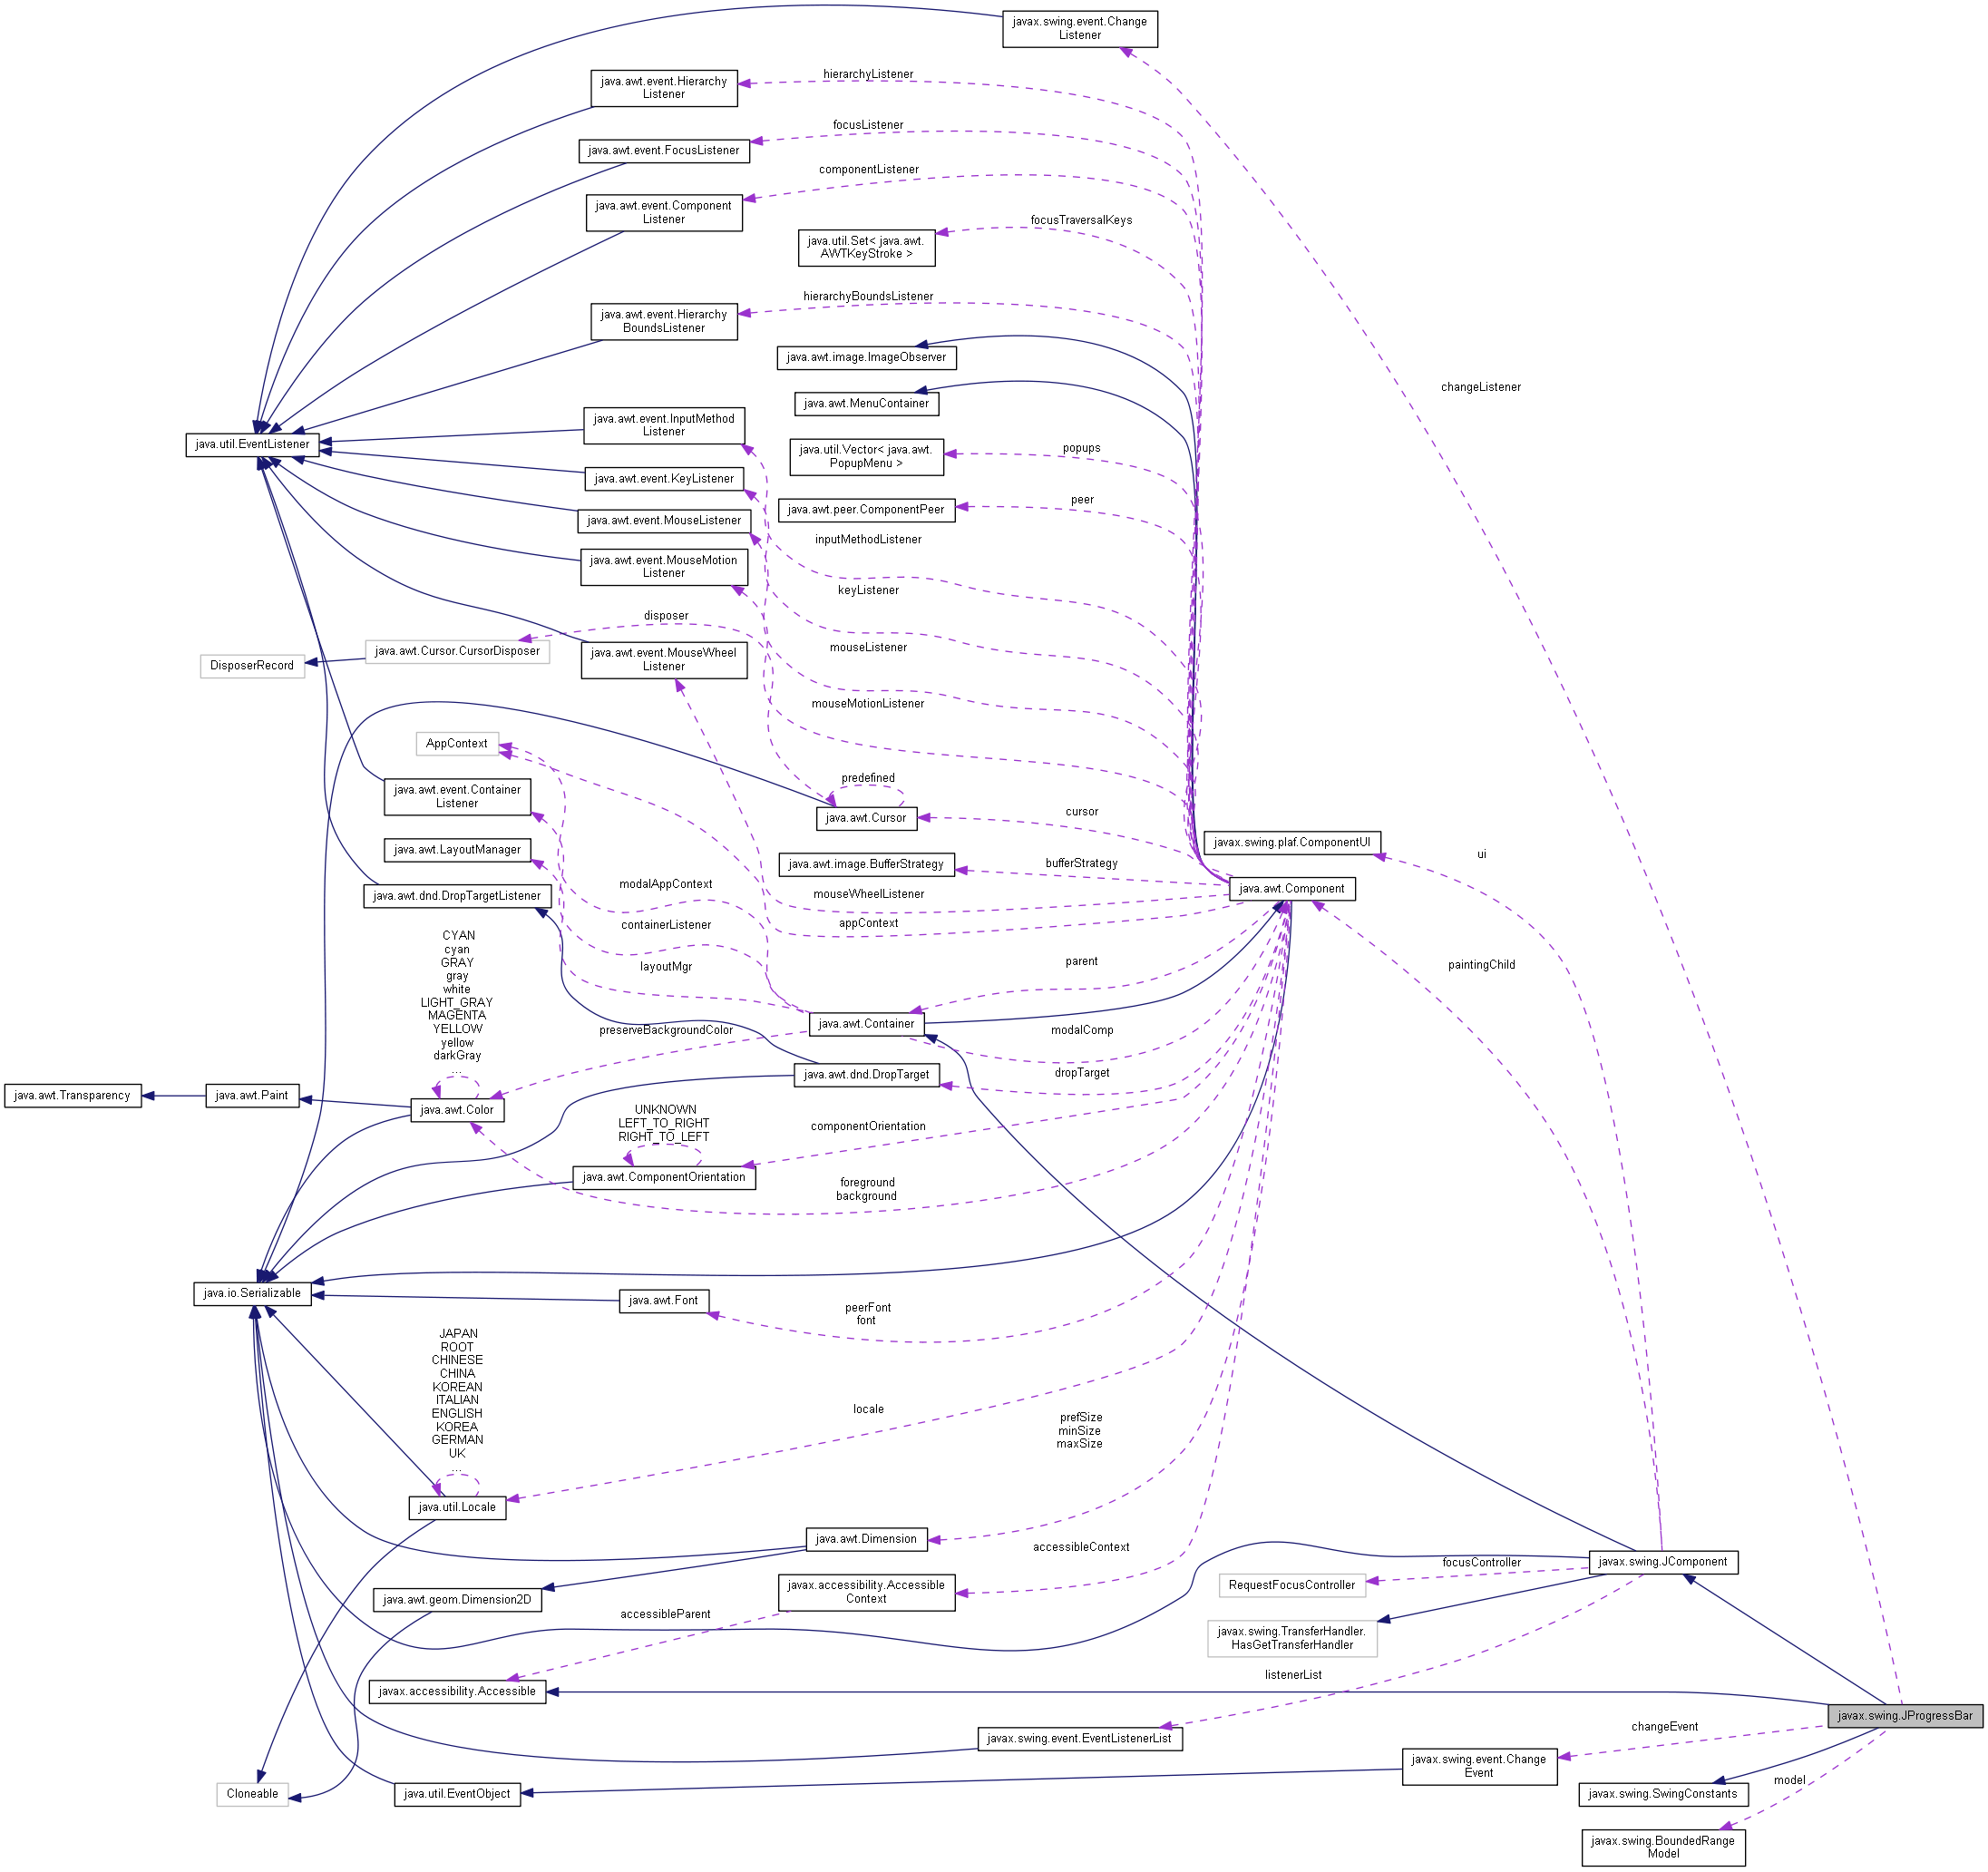 javax.swing.event.Change
Listener
hierarchyListener
java.awt.event.Hierarchy
Listener
focusListener
java.awt.event.FocusListener
componentListener
java.awt.event.Component
Listener
focusTraversalKeys
java.util.Set< java.awt.
AWTKeyStroke >
hierarchyBoundsListener
java.awt.event.Hierarchy
BoundsListener
java.awt.image.ImageObserver
changeListener
java.awt.MenuContainer
java.awt.event.InputMethod
Listener
java.util.EventListener
java.util.Vector< java.awt.
PopupMenu >
popups
java.awt.event.KeyListener
peer
java.awt.peer.ComponentPeer
java.awt.event.MouseListener
inputMethodListener
java.awt.event.MouseMotion
Listener
keyListener
disposer
mouseListener
java.awt.Cursor.CursorDisposer
java.awt.event.MouseWheel
Listener
DisposerRecord
mouseMotionListener
AppContext
predefined
java.awt.event.Container
Listener
cursor
java.awt.Cursor
javax.swing.plaf.ComponentUI
ui
java.awt.LayoutManager
java.awt.image.BufferStrategy
bufferStrategy
modalAppContext
java.awt.Component
java.awt.dnd.DropTargetListener
mouseWheelListener
containerListener
appContext
CYAN
cyan
GRAY
gray
white
LIGHT_GRAY
MAGENTA
YELLOW
yellow
darkGray
...
layoutMgr
parent
paintingChild
java.awt.Container
preserveBackgroundColor
modalComp
java.awt.dnd.DropTarget
dropTarget
java.awt.Transparency
java.awt.Paint
java.awt.Color
UNKNOWN
LEFT_TO_RIGHT
RIGHT_TO_LEFT
componentOrientation
java.awt.ComponentOrientation
foreground
background
java.io.Serializable
java.awt.Font
peerFont
font
JAPAN
ROOT
CHINESE
CHINA
KOREAN
ITALIAN
ENGLISH
KOREA
GERMAN
UK
...
locale
prefSize
minSize
maxSize
java.util.Locale
java.awt.Dimension
accessibleContext
javax.swing.JComponent
focusController
RequestFocusController
javax.accessibility.Accessible
Context
java.awt.geom.Dimension2D
accessibleParent
javax.swing.TransferHandler.
HasGetTransferHandler
listenerList
javax.accessibility.Accessible
javax.swing.JProgressBar
changeEvent
javax.swing.event.EventListenerList
javax.swing.event.Change
Event
model
Cloneable
java.util.EventObject
javax.swing.SwingConstants
javax.swing.BoundedRange
Model